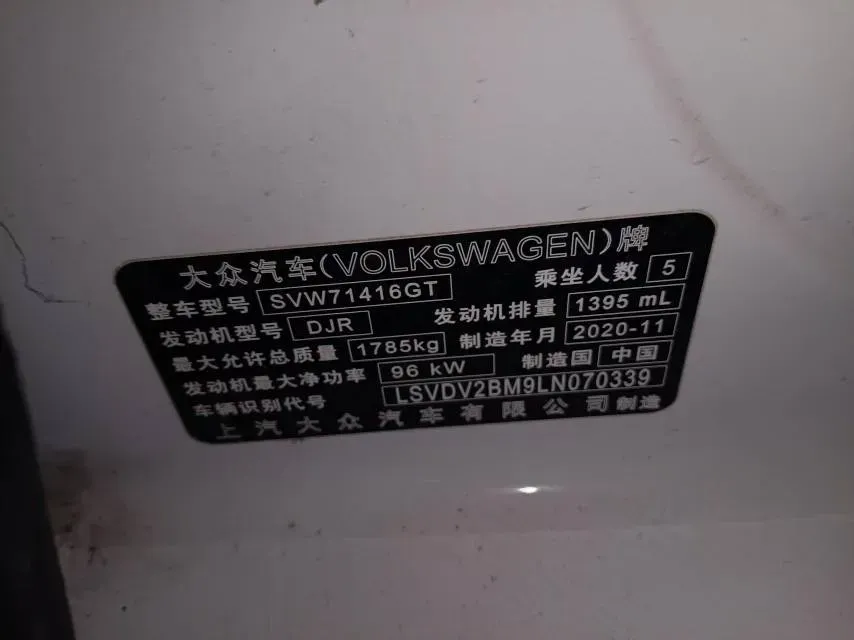 大众汽车(VOLKSWAGEN)牌
整车型号 SVW71416GT 乘坐人数 5
发动机型号 DJR 发动机排量 1395 mL
最大允许总质量 1785kg 制造年月 2020-11
发动机最大净功率 96 kW 制造国 中国
车辆识别代号 LSVDV2BM9LN070339
上汽大众汽车有限公司制造